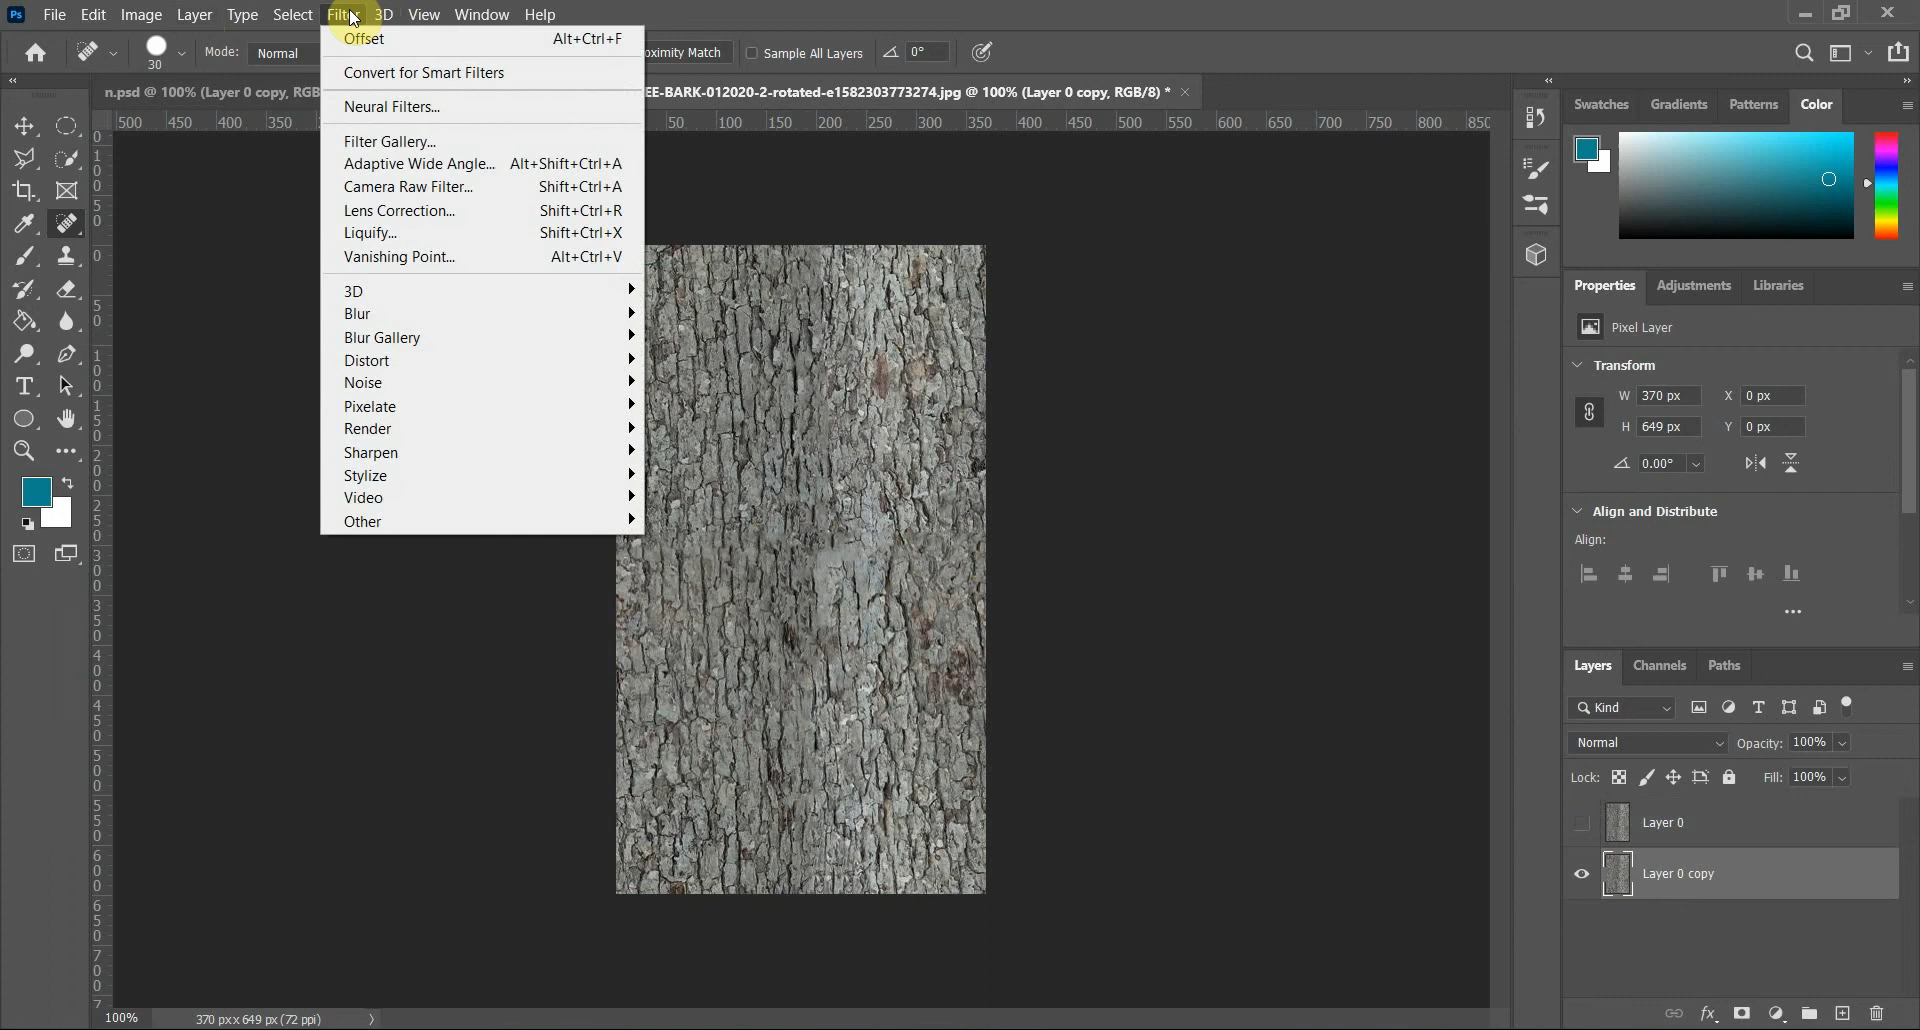 Ps File Edit Image Layer Type Select Filter 3D View Window Help
30 Mode: Normal oximity Match Sample All Layers 0°
n.psd @ 100% (Layer 0 copy, RGB EE-BARK-012020-2-rotated-e1582303773274.jpg @ 100% (Layer 0 copy, RGB/8) *
500 450 400 350 50 100 150 200 250 300 350 400 450 500 550 600 650 700 750 800 850
Offset Alt+Ctrl+F
Convert for Smart Filters
Neural Filters...
Filter Gallery...
Adaptive Wide Angle... Alt+Shift+Ctrl+A
Camera Raw Filter... Shift+Ctrl+A
Lens Correction... Shift+Ctrl+R
Liquify... Shift+Ctrl+X
Vanishing Point... Alt+Ctrl+V
3D
Blur
Blur Gallery
Distort
Noise
Pixelate
Render
Sharpen
Stylize
Video
Other
Swatches Gradients Patterns Color
Properties Adjustments Libraries
Pixel Layer
Transform
W 370 px X 0 px
H 649 px Y 0 px
0.00°
Align and Distribute
Align:
Layers Channels Paths
Kind
Normal Opacity: 100%
Lock: Fill: 100%
Layer 0
Layer 0 copy
100% 370 px x 649 px (72 ppi)